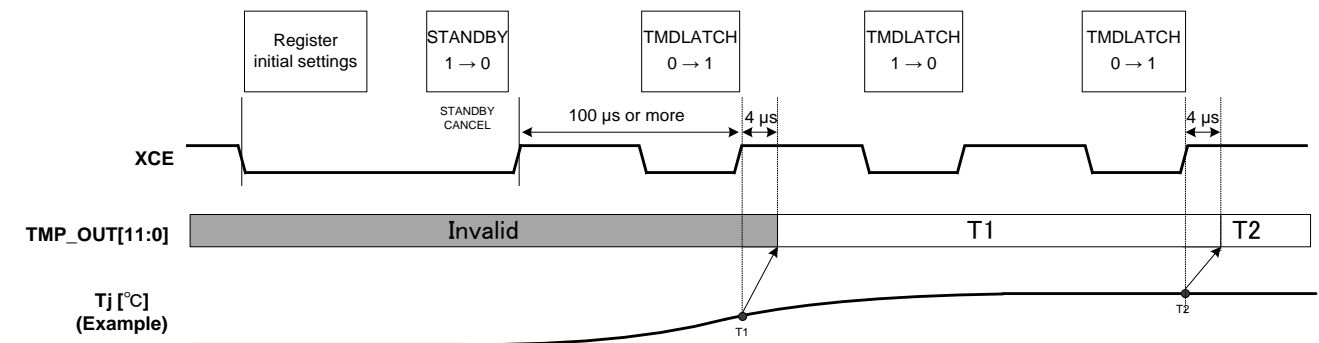 Register
initial settings
STANDBY
1 → 0
TMDLATCH
0 → 1
TMDLATCH
1 → 0
TMDLATCH
0 → 1
STANDBY
CANCEL
100 μs or more
4 μs
4 μs
XCE
TMP_OUT[11:0]
Invalid
T1
T2
Tj [℃]
(Example)
T1
T2